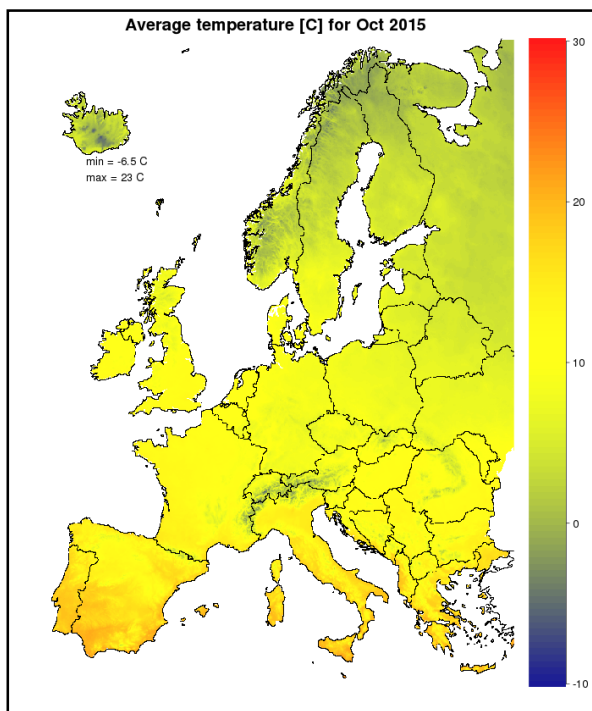 Average temperature [C] for Oct 2015
min = -6.5 C
max = 23 C
30
20
10
0
-10